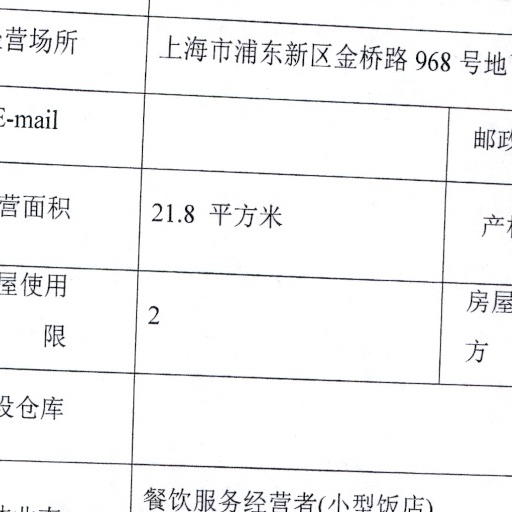 营场所 上海市浦东新区金桥路 968 号地
E-mail 邮政
营面积 21.8 平方米 产
屋使用 房屋
限 2 方
设仓库
餐饮服务经营者(小型饭店)